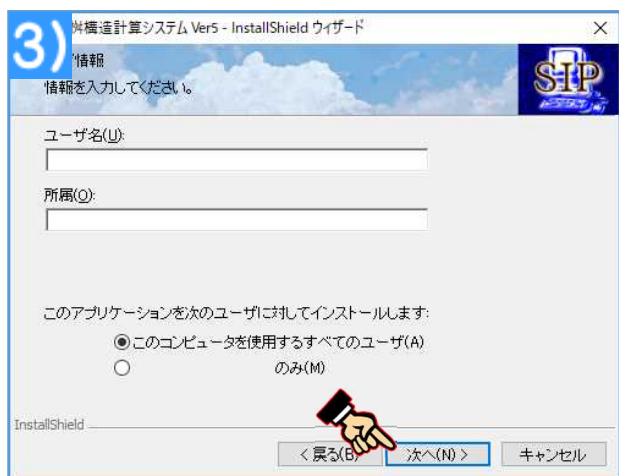 3)
桝構造計算システム Ver5 - InstallShield ウィザード
情報
情報を入力してください。
SIP
ユーザ名(U):
所属(O):
このアプリケーションを次のユーザに対してインストールします:
このコンピュータを使用するすべてのユーザ(A)
のみ(M)
InstallShield
< 戻る(B)
次へ(N) >
キャンセル